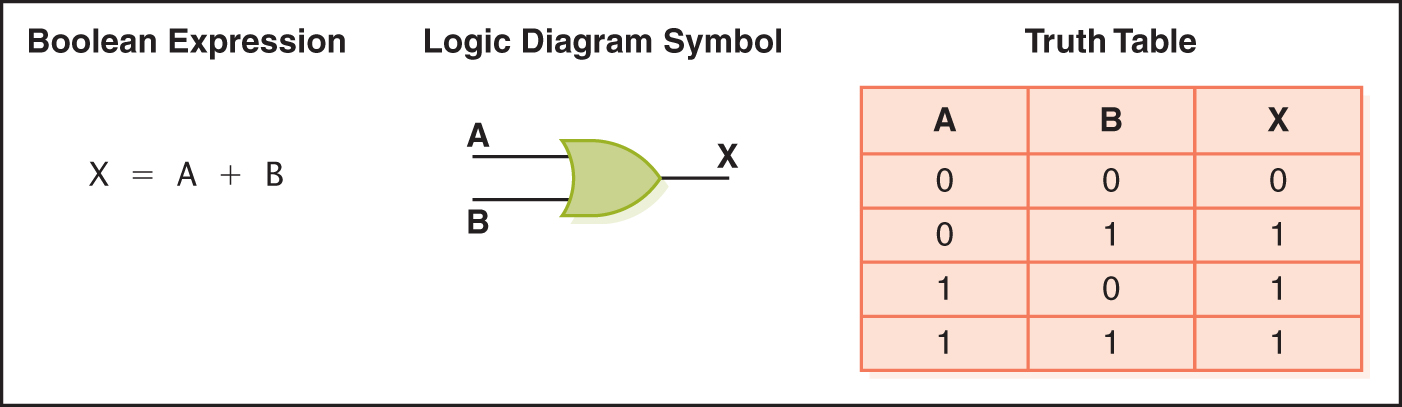 Boolean Expression
Logic Diagram Symbol
Truth Table
X = A + B
A
B
X
A B X
0 0 0
0 1 1
1 0 1
1 1 1